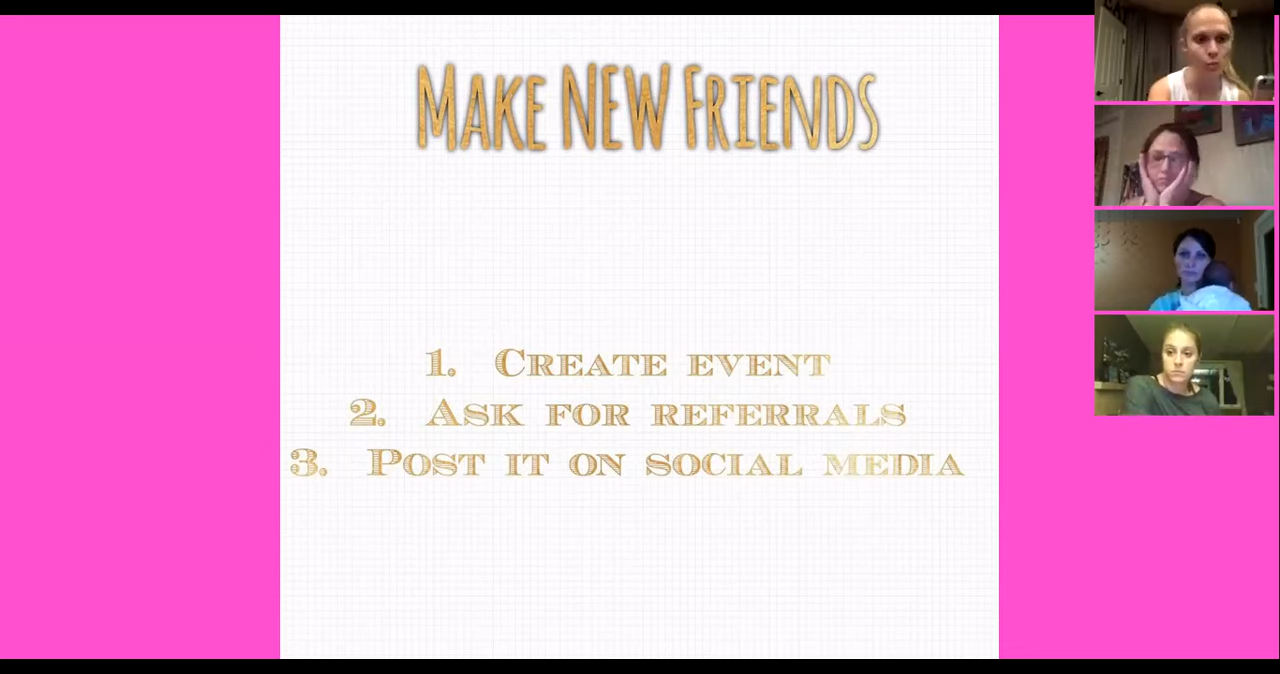 Make NEW Friends
1. Create event
2. Ask for referrals
3. Post it on social media